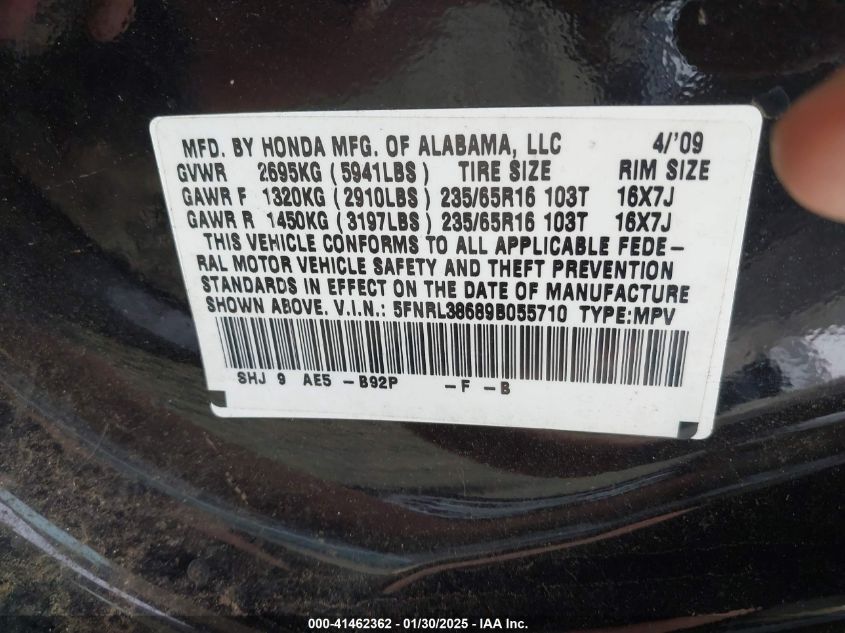 MFD. BY HONDA MFG. OF ALABAMA, LLC 4/'09
GVWR 2695KG (5941LBS) TIRE SIZE RIM SIZE
GAWR F 1320KG (2910LBS) 235/65R16 103T 16X7J
GAWR R 1450KG (3197LBS) 235/65R16 103T 16X7J
THIS VEHICLE CONFORMS TO ALL APPLICABLE FEDE-
RAL MOTOR VEHICLE SAFETY AND THEFT PREVENTION
STANDARDS IN EFFECT ON THE DATE OF MANUFACTURE
SHOWN ABOVE. V.I.N.: 5FNRL38689B055710 TYPE:MPV
SHJ 9 AE5 -B92P -F -B
000-41462362 | 01/30/2025 | IAA Inc.